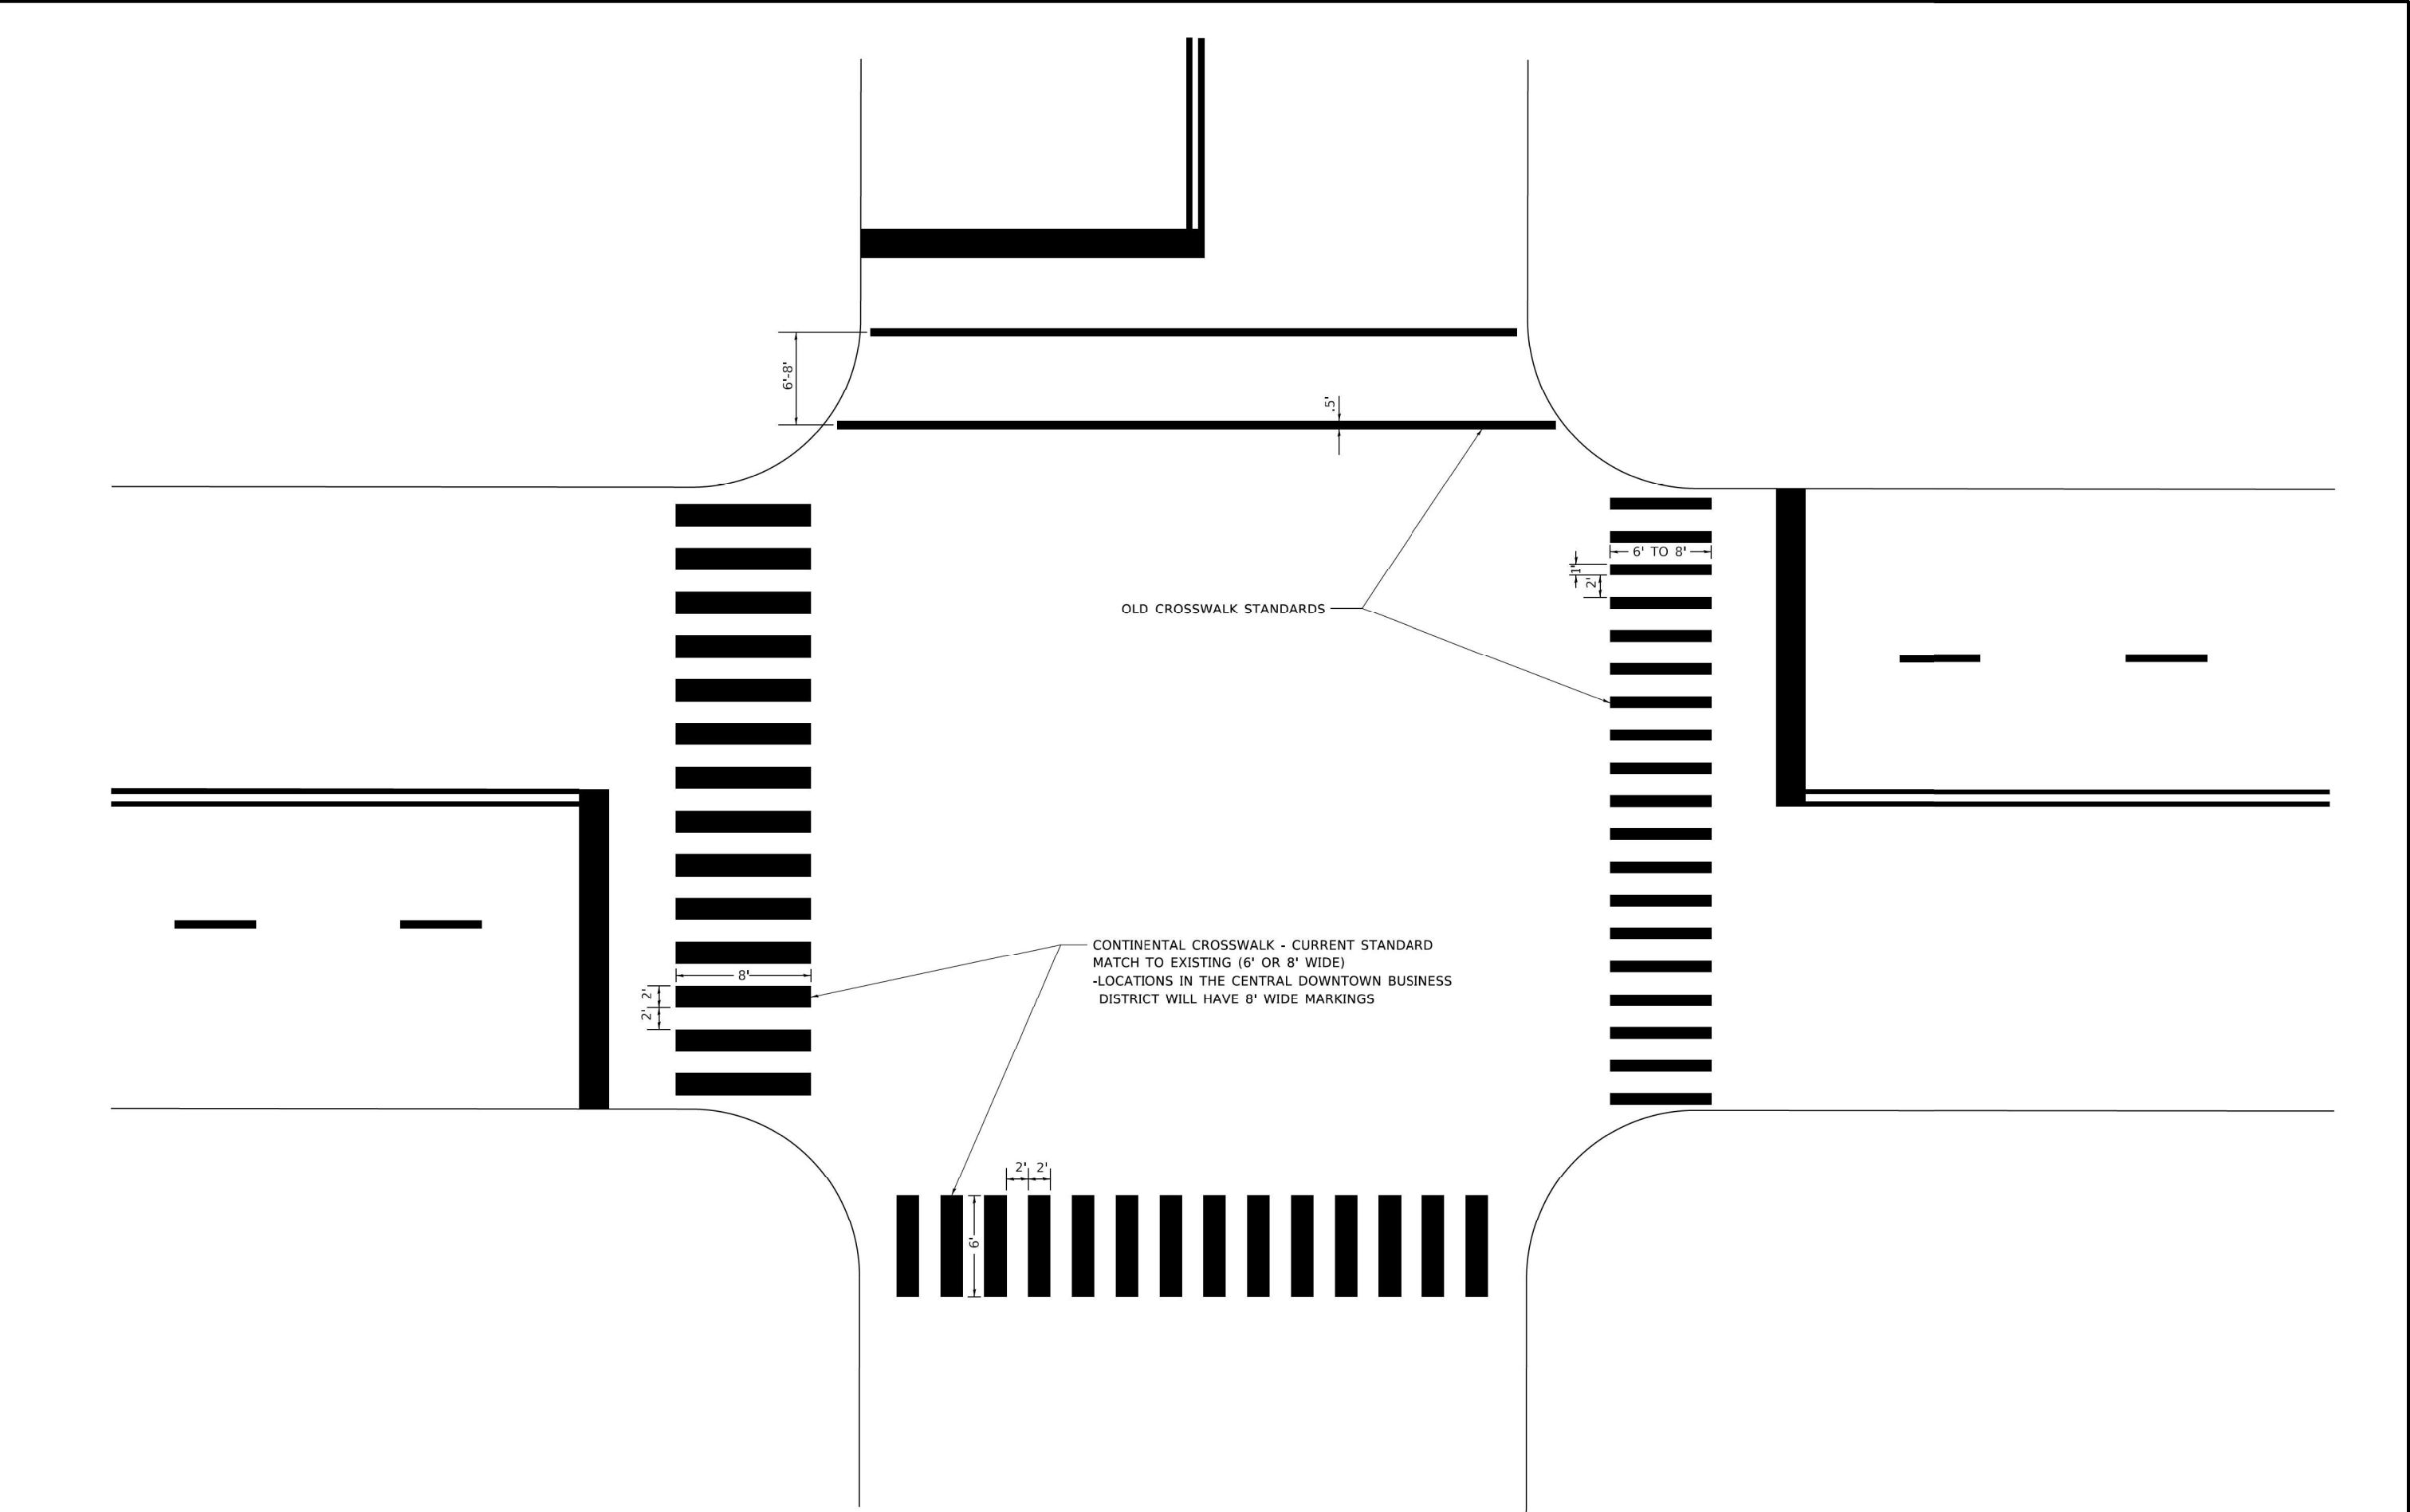 6'-8'
.5'
6' TO 8'
1'
2'
OLD CROSSWALK STANDARDS
CONTINENTAL CROSSWALK - CURRENT STANDARD
MATCH TO EXISTING (6' OR 8' WIDE)
-LOCATIONS IN THE CENTRAL DOWNTOWN BUSINESS
DISTRICT WILL HAVE 8' WIDE MARKINGS
8'
2'
2'
2' 2'
6'